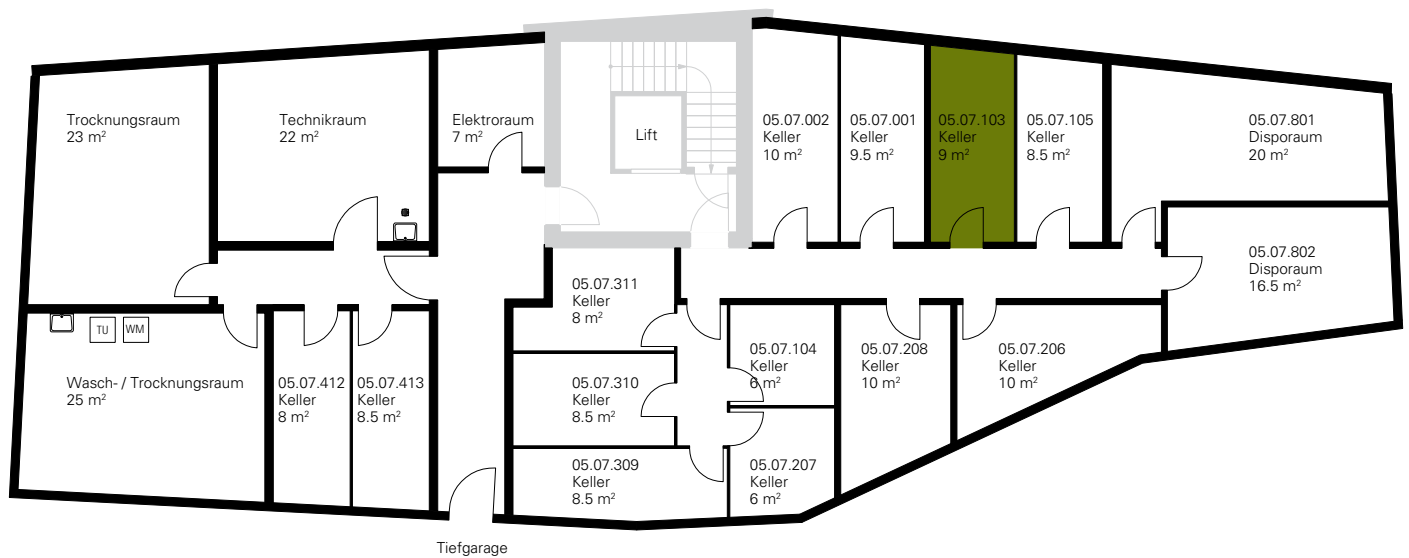 Trocknungsraum
23 m²
Technikraum
22 m²
Elektroraum
7 m²
Lift
05.07.002
Keller
10 m²
05.07.001
Keller
9.5 m²
05.07.103
Keller
9 m²
05.07.105
Keller
8.5 m²
05.07.801
Disporaum
20 m²
05.07.802
Disporaum
16.5 m²
05.07.311
Keller
8 m²
TU
WM
Wasch- / Trocknungsraum
25 m²
05.07.412
Keller
8 m²
05.07.413
Keller
8.5 m²
05.07.310
Keller
8.5 m²
05.07.104
Keller
6 m²
05.07.208
Keller
10 m²
05.07.206
Keller
10 m²
05.07.309
Keller
8.5 m²
05.07.207
Keller
6 m²
Tiefgarage